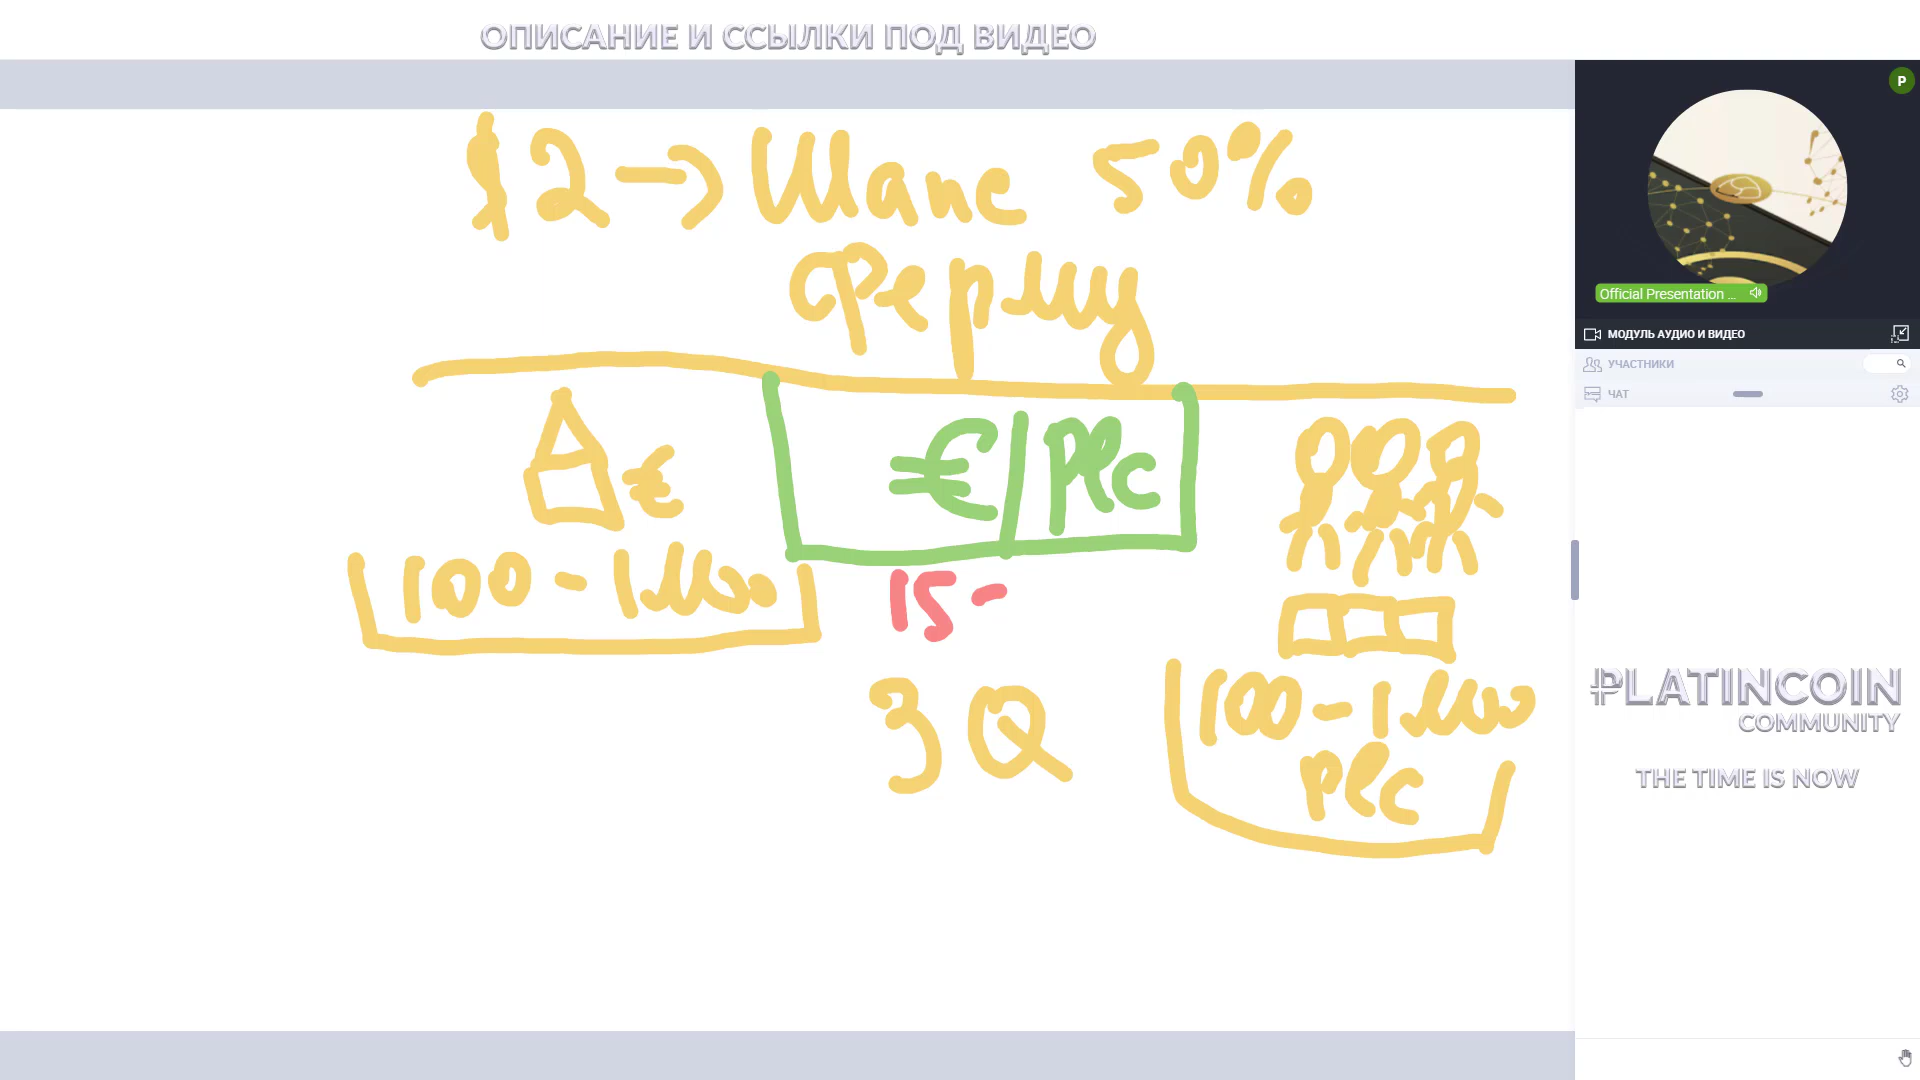 ОПИСАНИЕ И ССЫЛКИ ПОД ВИДЕО
$2 → Шанс 50%
Ферму
€
€/PLC
100 - 1 млн
15 -
3 Q
100 - 1 млн
PLC
P
Official Presentation ...
МОДУЛЬ АУДИО И ВИДЕО
УЧАСТНИКИ
ЧАТ
PLATINCOIN
COMMUNITY
THE TIME IS NOW